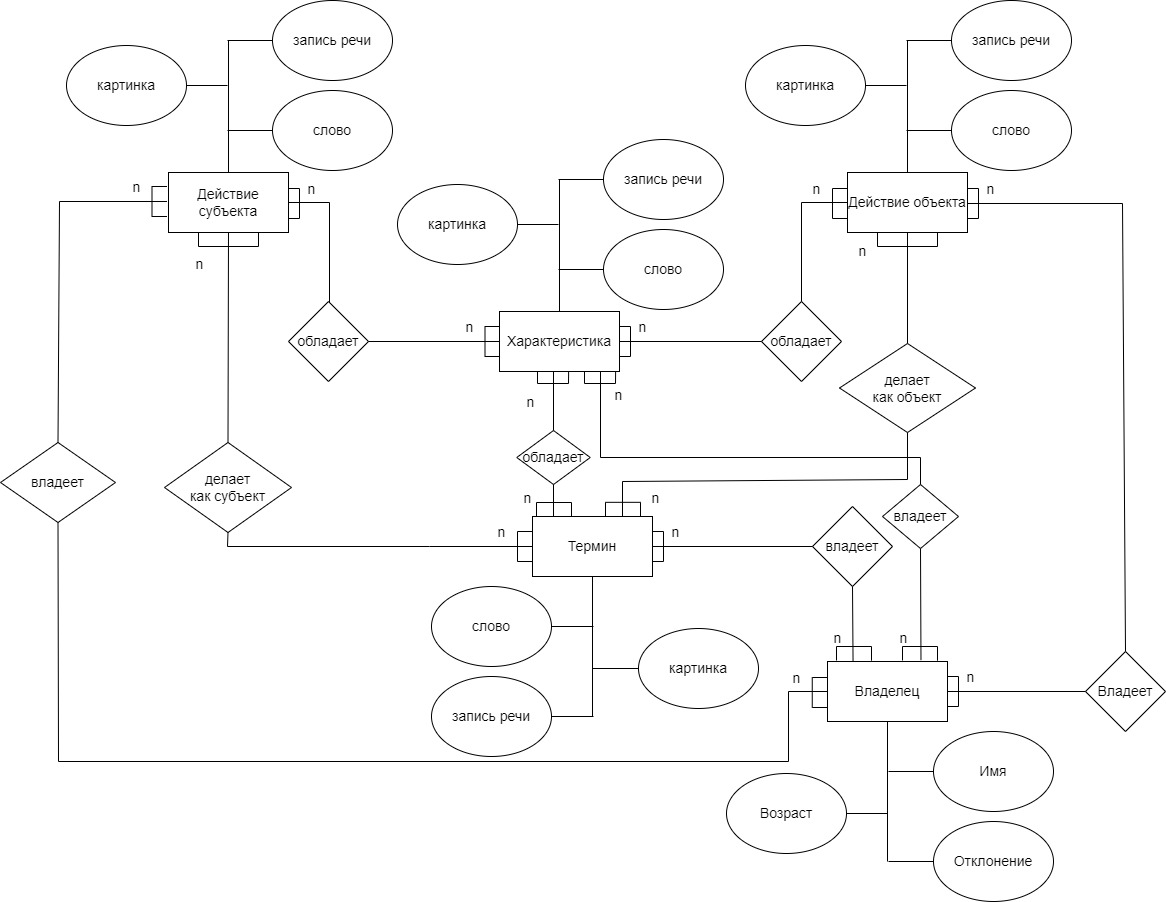 запись речи
запись речи
картинка
картинка
слово
слово
запись речи
n
n
n
n
Действие
субъекта
Действие объекта
картинка
n
n
слово
n
n
обладает
Характеристика
обладает
делает
как объект
n
n
обладает
владеет
делает
как субъект
n
n
владеет
n
Термин
n
владеет
слово
n
n
картинка
n
n
Владелец
Владеет
запись речи
Имя
Возраст
Отклонение